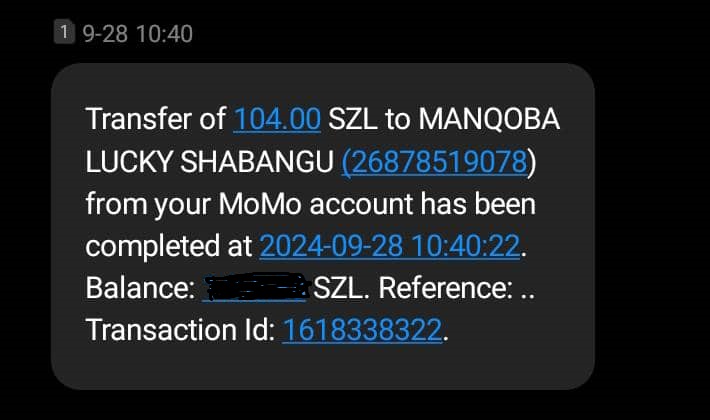 1 9-28 10:40
Transfer of 104.00 SZL to MANQOBA
LUCKY SHABANGU (26878519078)
from your MoMo account has been
completed at 2024-09-28 10:40:22.
Balance: SZL. Reference: ..
Transaction Id: 1618338322.